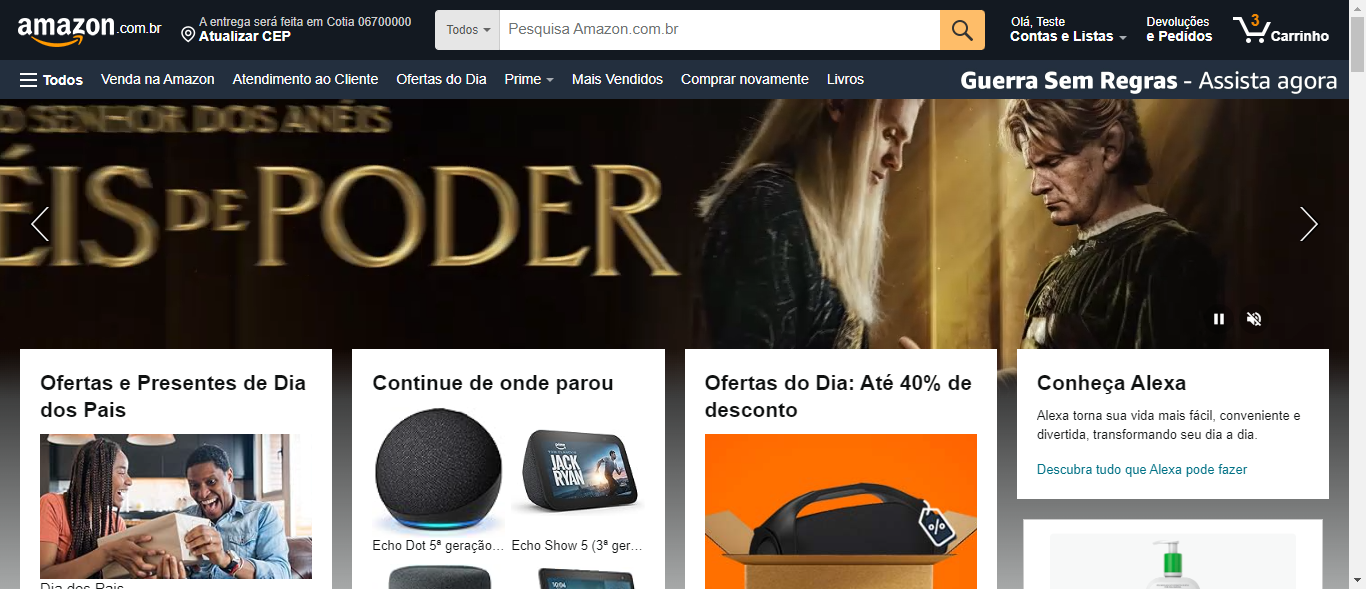 amazon.com.br
A entrega será feita em Cotia 06700000
Atualizar CEP
Todos
Pesquisa Amazon.com.br
Olá, Teste
Contas e Listas
Devoluções
e Pedidos
3
Carrinho
Todos
Venda na Amazon
Atendimento ao Cliente
Ofertas do Dia
Prime
Mais Vendidos
Comprar novamente
Livros
Guerra Sem Regras - Assista agora
O SENHOR DOS ANÉIS
ÉIS DE PODER
Ofertas e Presentes de Dia
dos Pais
Dia dos Pais
Continue de onde parou
JACK
RYAN
Echo Dot 5ª geração...
Echo Show 5 (3ª ger...
10:04
Ofertas do Dia: Até 40% de
desconto
%
Conheça Alexa
Alexa torna sua vida mais fácil, conveniente e
divertida, transformando seu dia a dia.
Descubra tudo que Alexa pode fazer